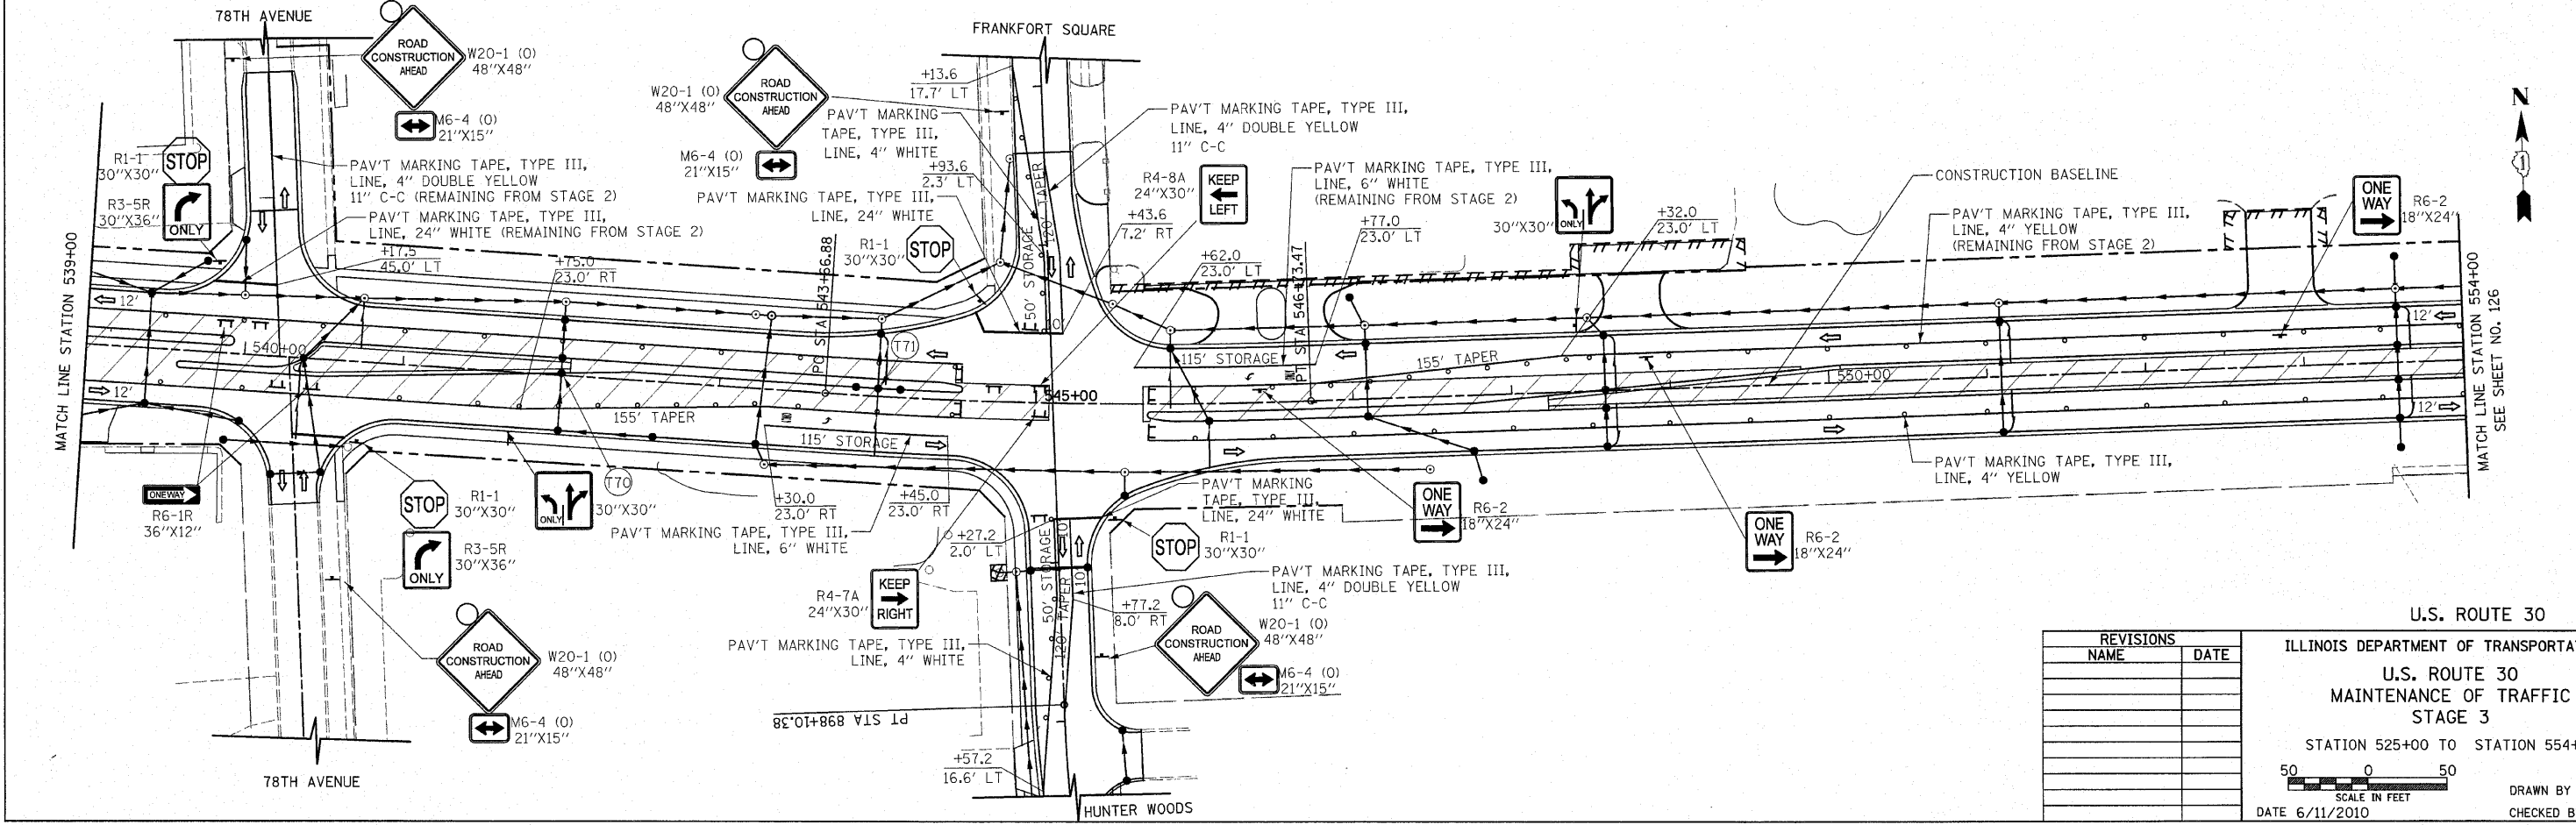 78TH AVENUE
ROAD
CONSTRUCTION
AHEAD
W20-1 (O)
48"X48"
M6-4 (O)
21"X15"
R1-1
30"X30"
STOP
R3-5R
30"X36"
ONLY
PAV'T MARKING TAPE, TYPE III,
LINE, 4" DOUBLE YELLOW
11" C-C (REMAINING FROM STAGE 2)
PAV'T MARKING TAPE, TYPE III,
LINE, 24" WHITE (REMAINING FROM STAGE 2)
+17.5
45.0' LT
+75.0
23.0' RT
MATCH LINE STATION 539+00
12'
12'
540+00
FRANKFORT SQUARE
ROAD
CONSTRUCTION
AHEAD
W20-1 (O)
48"X48"
M6-4 (O)
21"X15"
+13.6
17.7' LT
PAV'T MARKING
TAPE, TYPE III,
LINE, 4" WHITE
+93.6
2.3' LT
PAV'T MARKING TAPE, TYPE III,
LINE, 24" WHITE
R1-1
30"X30"
STOP
50' STORAGE
120' TAPER
PAV'T MARKING TAPE, TYPE III,
LINE, 4" DOUBLE YELLOW
11" C-C
R4-8A
24"X30"
KEEP
LEFT
+43.6
7.2' RT
+62.0
23.0' LT
PAV'T MARKING TAPE, TYPE III,
LINE, 6" WHITE
(REMAINING FROM STAGE 2)
+77.0
23.0' LT
ONLY
30"X30"
+32.0
23.0' LT
CONSTRUCTION BASELINE
PAV'T MARKING TAPE, TYPE III,
LINE, 4" YELLOW
(REMAINING FROM STAGE 2)
ONE
WAY
R6-2
18"X24"
N
1
PC STA 543+66.88
T71
545+00
PT STA 546+73.47
115' STORAGE
155' TAPER
550+00
12'
12'
MATCH LINE STATION 554+00
SEE SHEET NO. 126
155' TAPER
115' STORAGE
ONEWAY
R6-1R
36"X12"
STOP
R1-1
30"X30"
R3-5R
30"X36"
ONLY
ONLY
30"X30"
T70
PAV'T MARKING TAPE, TYPE III,
LINE, 6" WHITE
+30.0
23.0' RT
+45.0
23.0' RT
+27.2
2.0' LT
50' STORAGE
120' TAPER
10'
PAV'T MARKING
TAPE, TYPE III,
LINE, 24" WHITE
STOP
R1-1
30"X30"
ONE
WAY
R6-2
18"X24"
ONE
WAY
R6-2
18"X24"
PAV'T MARKING TAPE, TYPE III,
LINE, 4" YELLOW
R4-7A
24"X30"
KEEP
RIGHT
PAV'T MARKING TAPE, TYPE III,
LINE, 4" DOUBLE YELLOW
11" C-C
+77.2
8.0' RT
ROAD
CONSTRUCTION
AHEAD
W20-1 (O)
48"X48"
M6-4 (O)
21"X15"
ROAD
CONSTRUCTION
AHEAD
W20-1 (O)
48"X48"
M6-4 (O)
21"X15"
PAV'T MARKING TAPE, TYPE III,
LINE, 4" WHITE
PT STA 898+10.38
+57.2
16.6' LT
78TH AVENUE
HUNTER WOODS
U.S. ROUTE 30
REVISIONS
NAME DATE
ILLINOIS DEPARTMENT OF TRANSPORTA
U.S. ROUTE 30
MAINTENANCE OF TRAFFIC
STAGE 3
STATION 525+00 TO STATION 554+
50 0 50
SCALE IN FEET
DRAWN BY
DATE 6/11/2010
CHECKED B